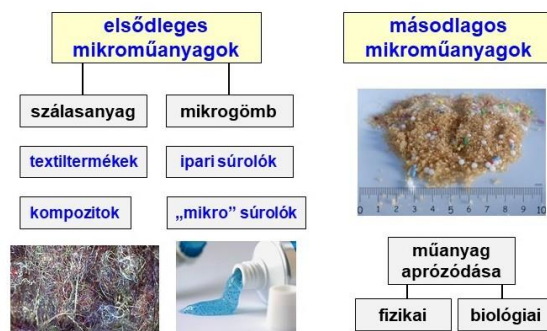 elsődleges
mikroműanyagok
szálasanyag
mikrogömb
textiltermékek
ipari súrolók
kompozitok
„mikro” súrolók
másodlagos
mikroműanyagok
0 1 2 3 4 5 6 7 8 9 10
műanyag
aprózódása
fizikai
biológiai